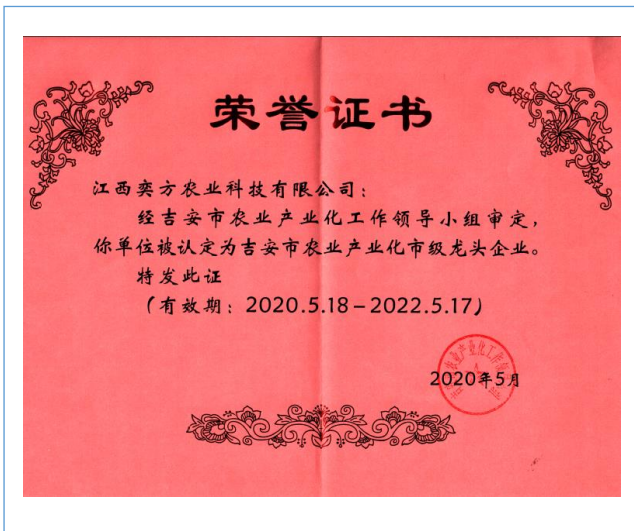 荣誉证书
江西奕方农业科技有限公司：
经吉安市农业产业化工作领导小组审定，
你单位被认定为吉安市农业产业化市级龙头企业。
特发此证
（有效期：2020.5.18－2022.5.17）
2020年5月